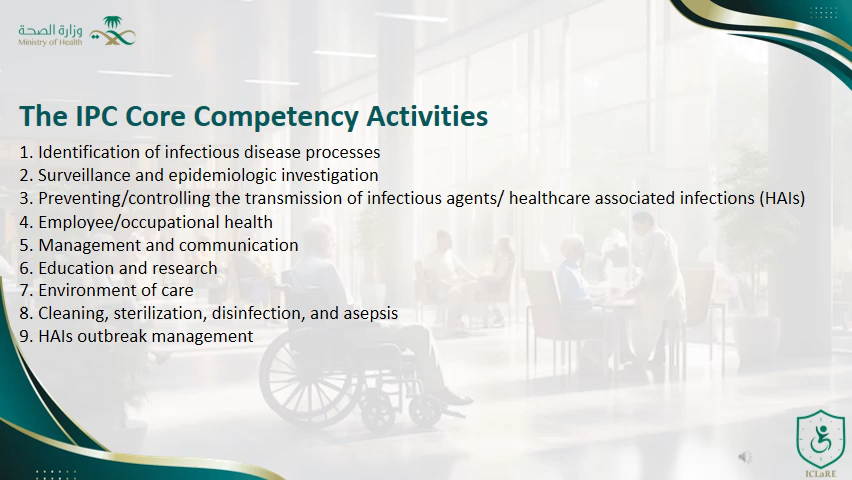 وزارة الصحة
Ministry of Health
The IPC Core Competency Activities
1. Identification of infectious disease processes
2. Surveillance and epidemiologic investigation
3. Preventing/controlling the transmission of infectious agents/ healthcare associated infections (HAIs)
4. Employee/occupational health
5. Management and communication
6. Education and research
7. Environment of care
8. Cleaning, sterilization, disinfection, and asepsis
9. HAIs outbreak management
ICLaRE